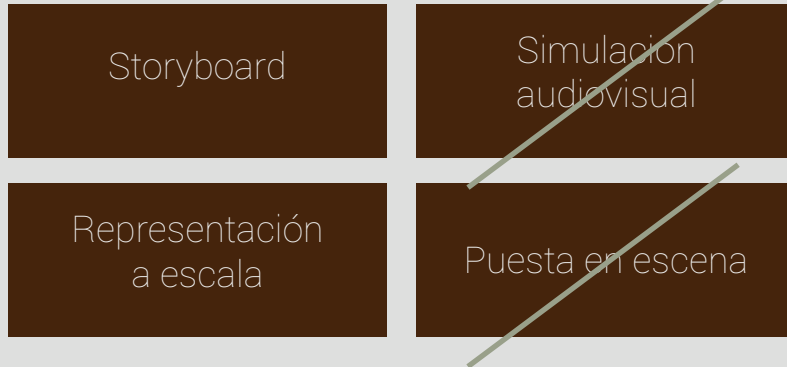 Storyboard
Simulación
audiovisual
Representación
a escala
Puesta en escena